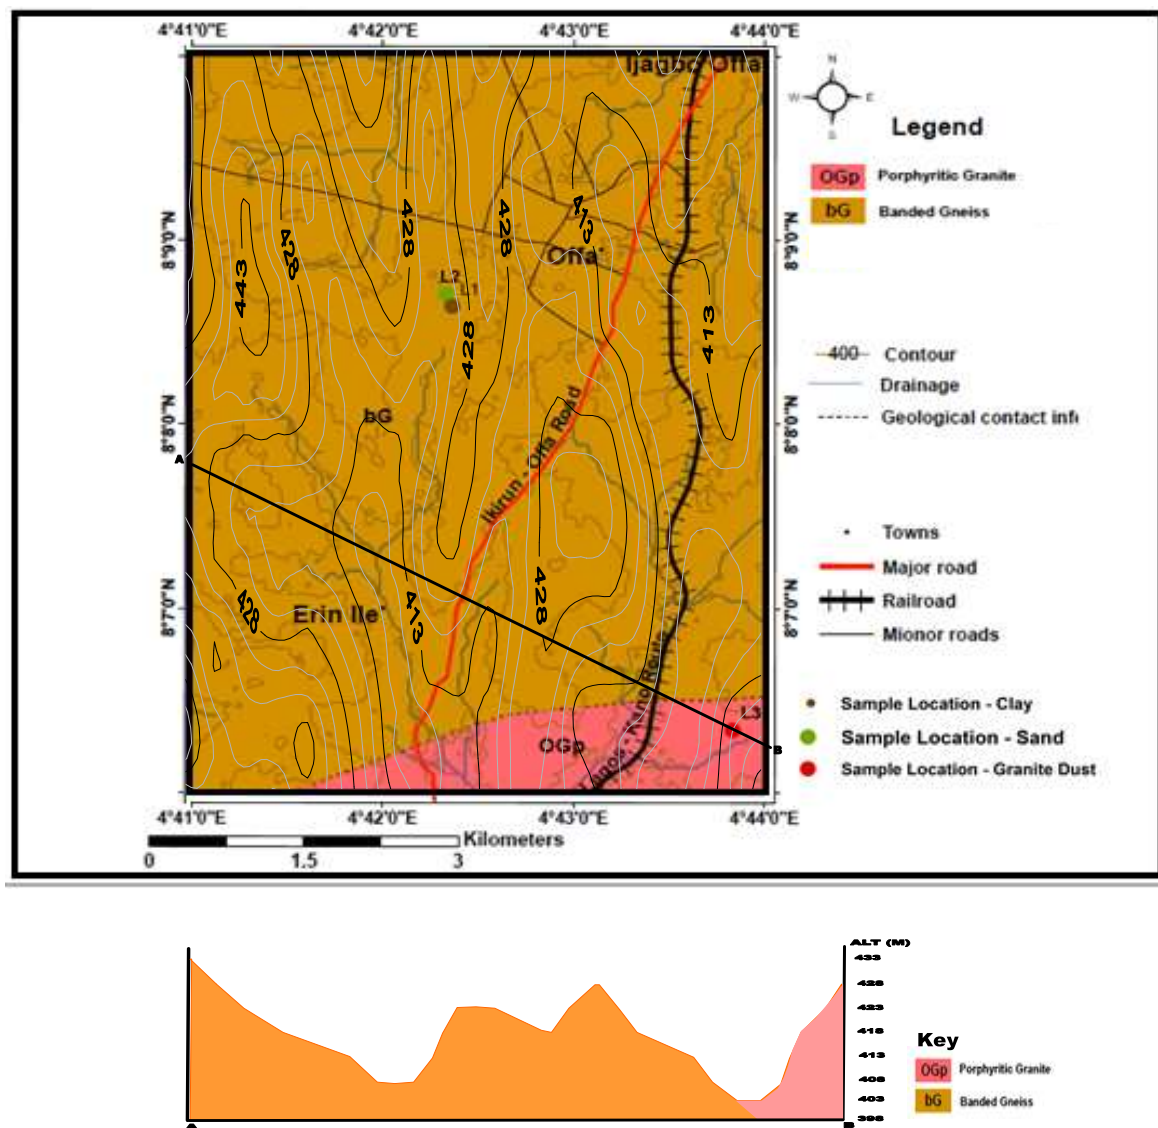 4°41'0"E 4°42'0"E 4°43'0"E 4°44'0"E
Ijagbo Offa
N
W E
S
Legend
OGp Porphyritic Granite
bG Banded Gneiss
8°9'0"N
8°9'0"N
428
428
428
413
443
Offa
L2
L1
428
413
400 Contour
Drainage
Geological contact infe
bG
8°8'0"N
8°8'0"N
Ikirun - Offa Road
A
Towns
Major road
Railroad
Mionor roads
8°7'0"N
8°7'0"N
428
Erin Ile
413
428
Lagos - Kano Route
L3
OGp
B
Sample Location - Clay
Sample Location - Sand
Sample Location - Granite Dust
4°41'0"E 4°42'0"E 4°43'0"E 4°44'0"E
Kilometers
0 1.5 3
ALT (M)
433
428
423
418
413
408
403
398
A B
Key
OGp Porphyritic Granite
bG Banded Gneiss